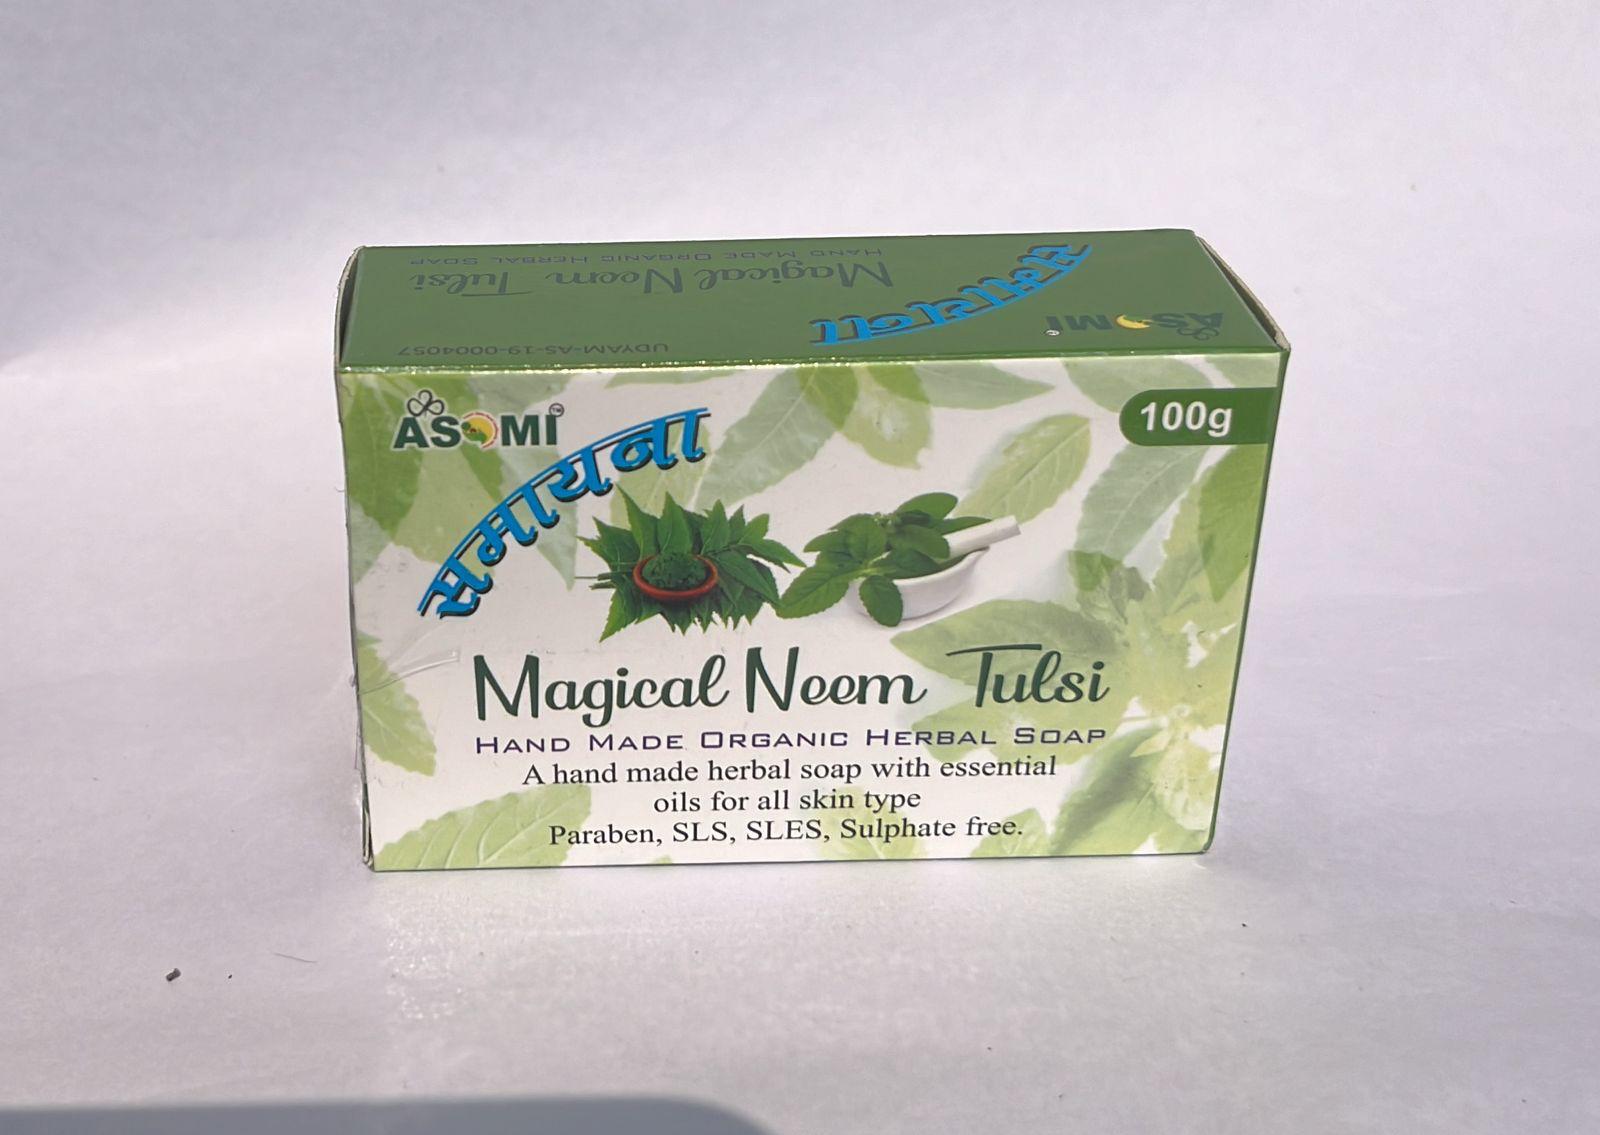 HAND MADE ORGANIC HERBAL SOAP
Magical Neem Tulsi
समायना
ASOMI
UDYAM-AS-19-0004057
ASOMI™
समायना
100g
Magical Neem Tulsi
HAND MADE ORGANIC HERBAL SOAP
A hand made herbal soap with essential
oils for all skin type
Paraben, SLS, SLES, Sulphate free.